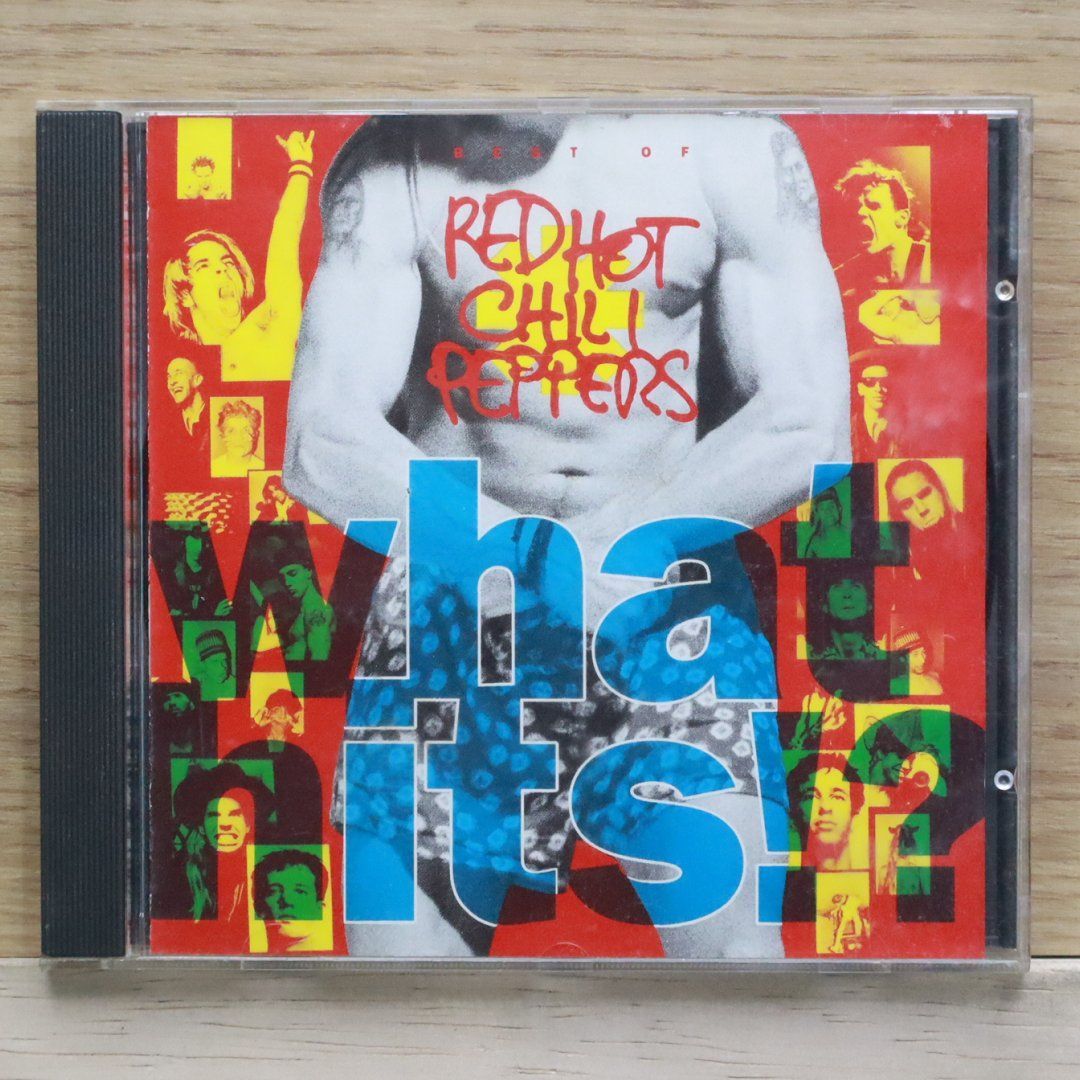 BEST OF
RED HOT
CHILI
PEPPERS
what
hits!?